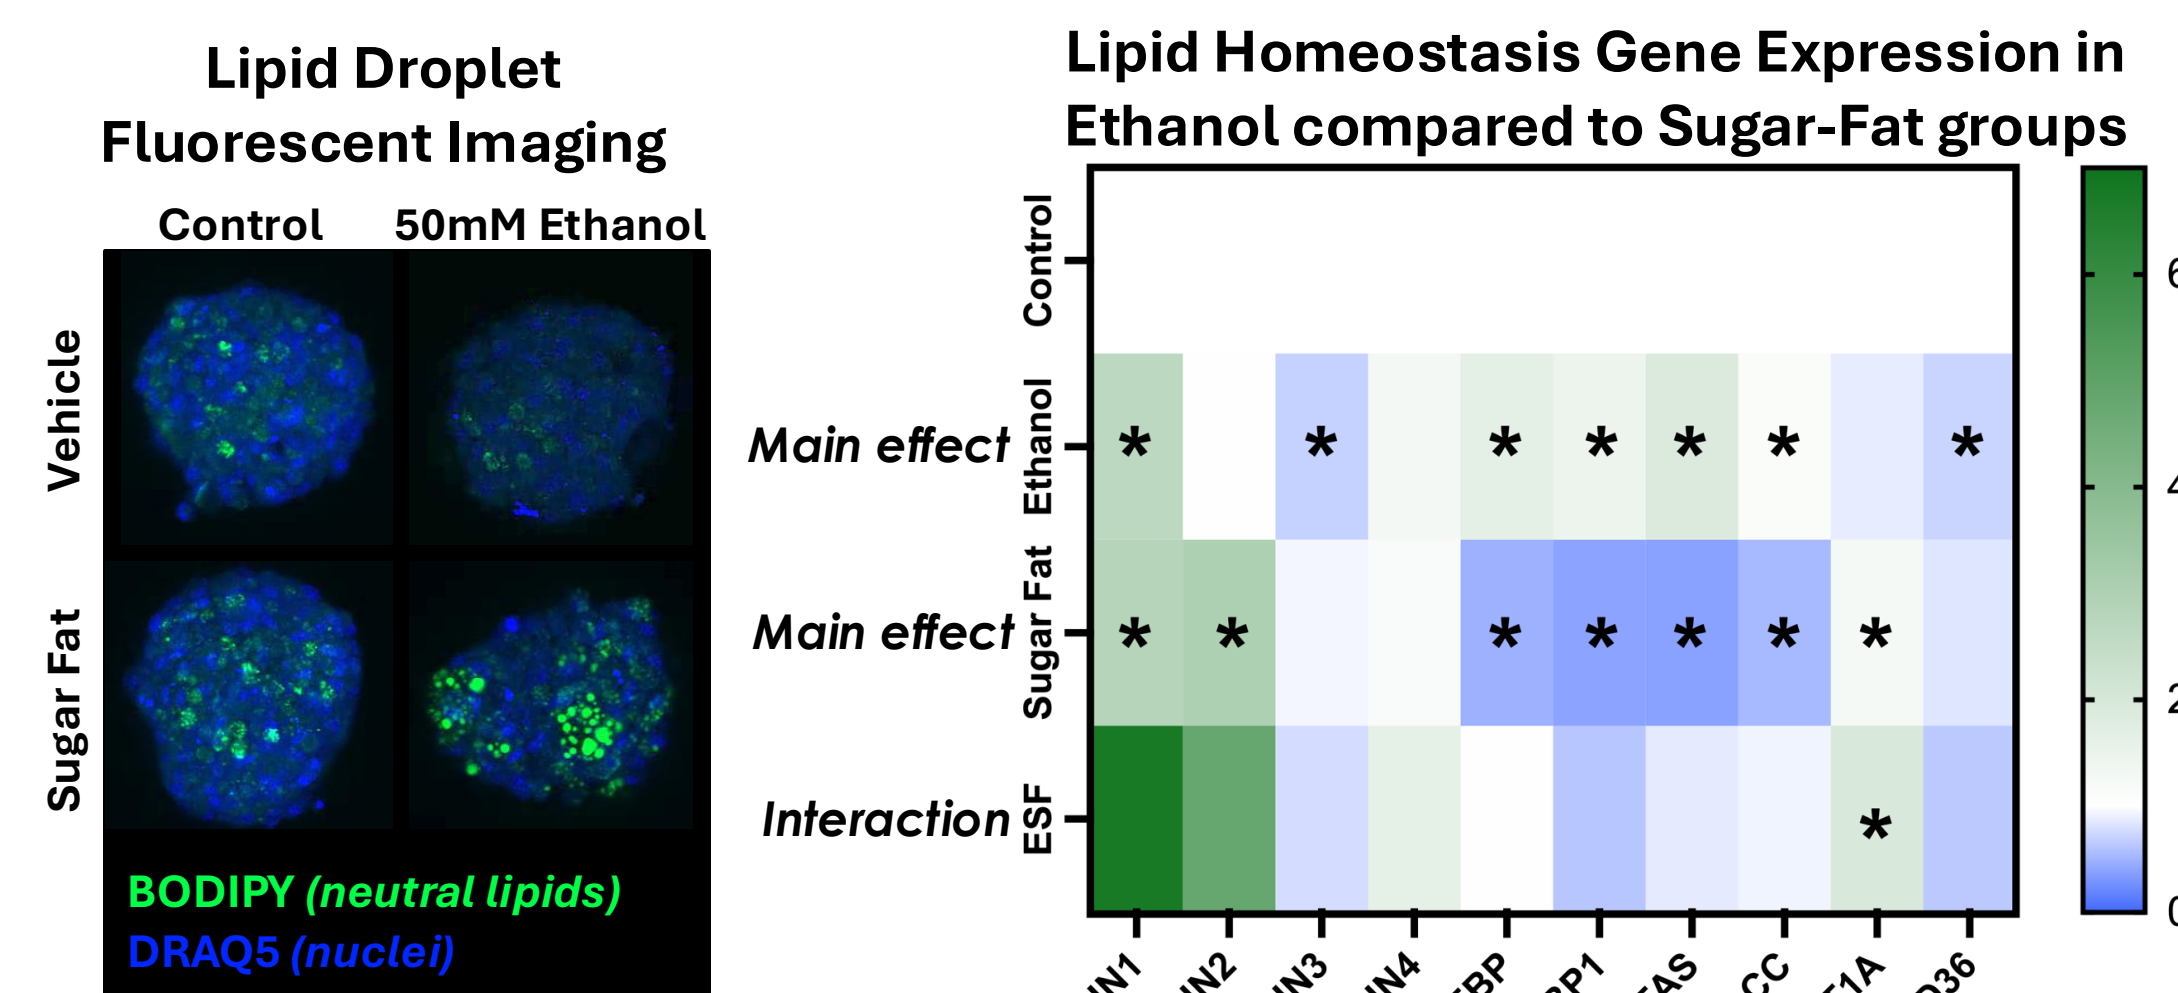 Lipid Droplet
Fluorescent Imaging
Control 50mM Ethanol
Vehicle
Sugar Fat
BODIPY (neutral lipids)
DRAQ5 (nuclei)
Lipid Homeostasis Gene Expression in
Ethanol compared to Sugar-Fat groups
Control
Main effect Ethanol * * * * * * *
Main effect Sugar Fat * * * * * * *
Interaction ESF *